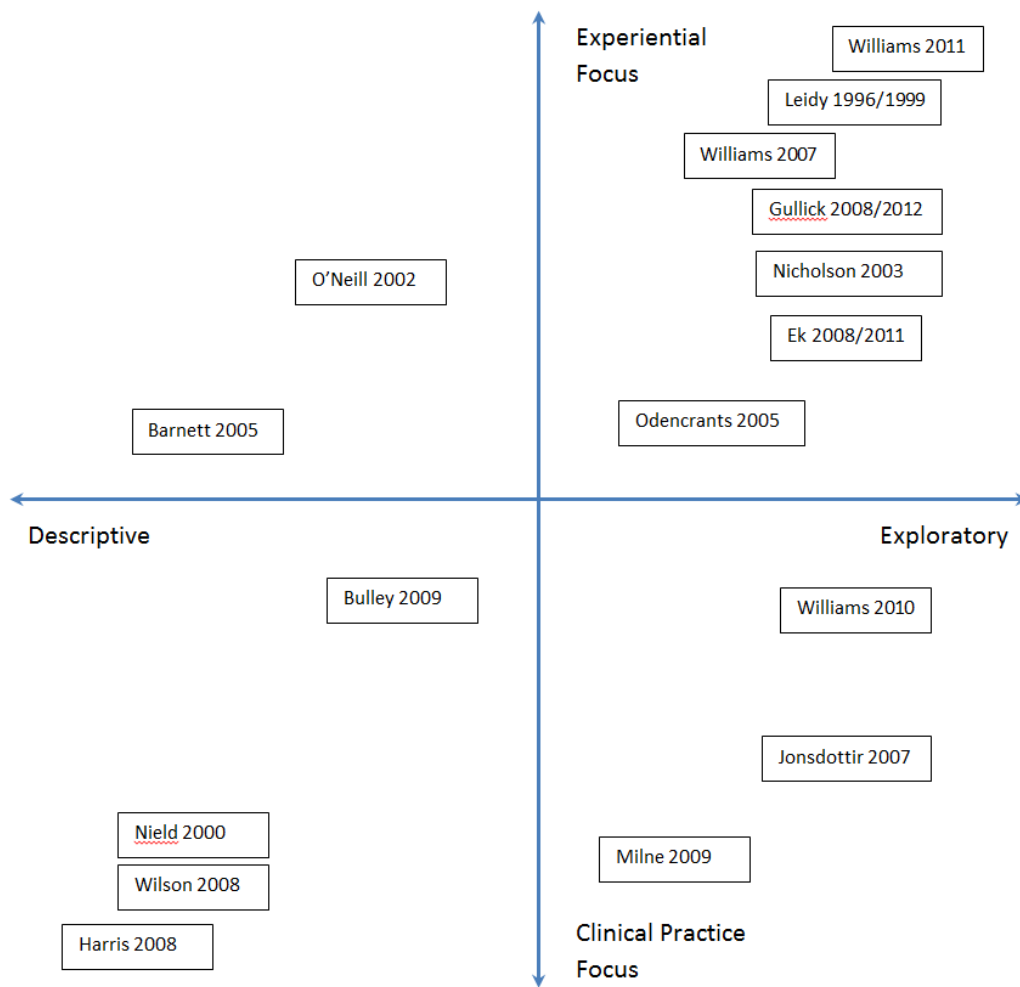 Experiential
Focus
Williams 2011
Leidy 1996/1999
Williams 2007
Gullick 2008/2012
Nicholson 2003
O’Neill 2002
Ek 2008/2011
Odencrants 2005
Barnett 2005
Descriptive
Exploratory
Bulley 2009
Williams 2010
Jonsdottir 2007
Nield 2000
Milne 2009
Wilson 2008
Harris 2008
Clinical Practice
Focus